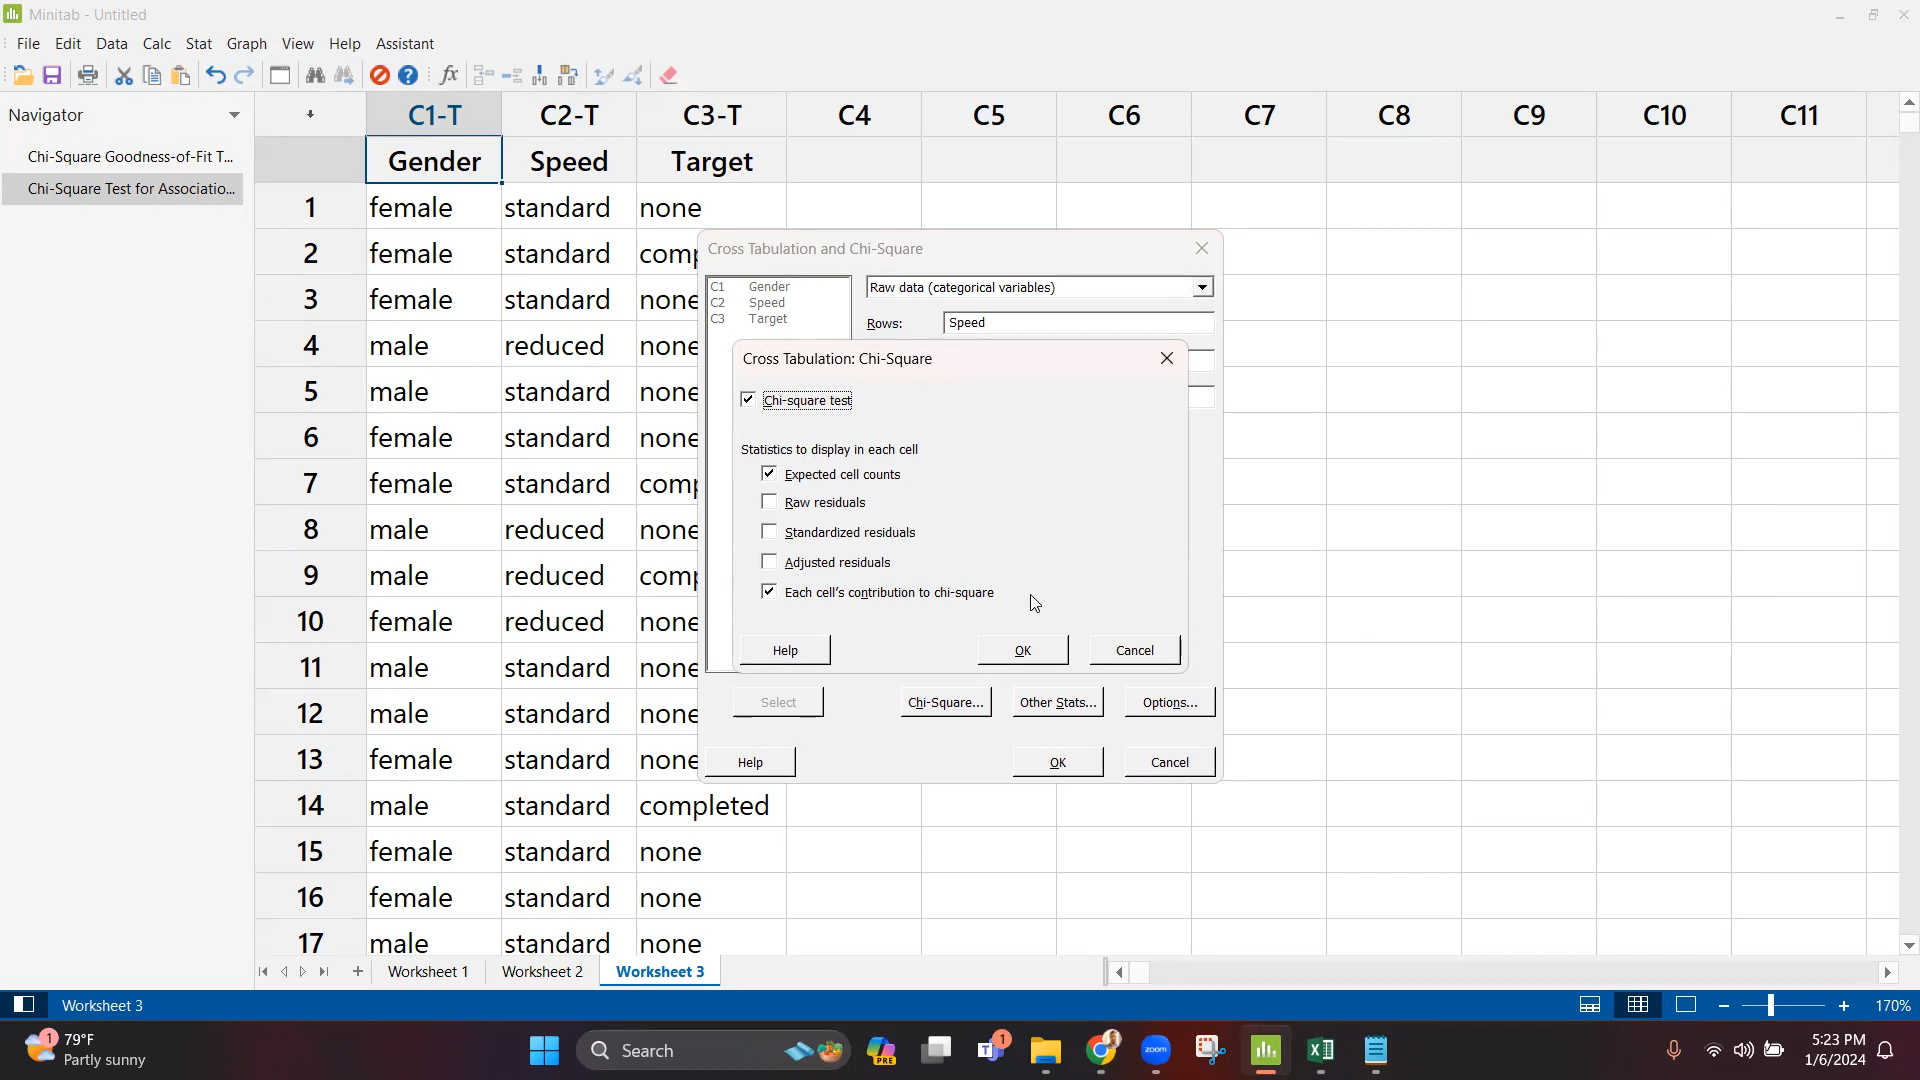 Minitab - Untitled
File Edit Data Calc Stat Graph View Help Assistant
Navigator
Chi-Square Goodness-of-Fit T...
Chi-Square Test for Associatio...
C1-T C2-T C3-T C4 C5 C6 C7 C8 C9 C10 C11
Gender Speed Target
1 female standard none
2 female standard comp
3 female standard none
4 male reduced none
5 male standard none
6 female standard none
7 female standard comp
8 male reduced none
9 male reduced comp
10 female reduced none
11 male standard none
12 male standard none
13 female standard none
14 male standard completed
15 female standard none
16 female standard none
17 male standard none
Cross Tabulation and Chi-Square
C1 Gender
C2 Speed
C3 Target
Raw data (categorical variables)
Rows: Speed
Cross Tabulation: Chi-Square
Chi-square test
Statistics to display in each cell
Expected cell counts
Raw residuals
Standardized residuals
Adjusted residuals
Each cell's contribution to chi-square
Help OK Cancel
Select Chi-Square... Other Stats... Options...
Help OK Cancel
Worksheet 1 Worksheet 2 Worksheet 3
Worksheet 3 170%
1 79°F
Partly sunny
Search
PRE
1
zoom
5:23 PM
1/6/2024